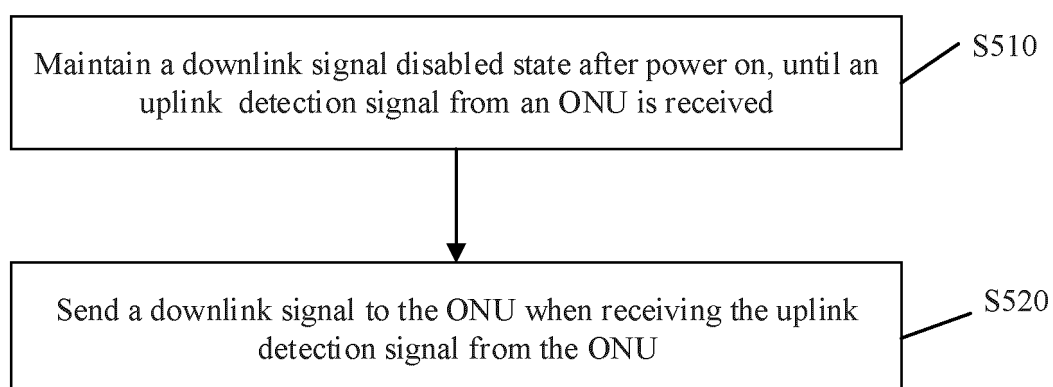 Maintain a downlink signal disabled state after power on, until an
uplink detection signal from an ONU is received
S510
Send a downlink signal to the ONU when receiving the uplink
detection signal from the ONU
S520